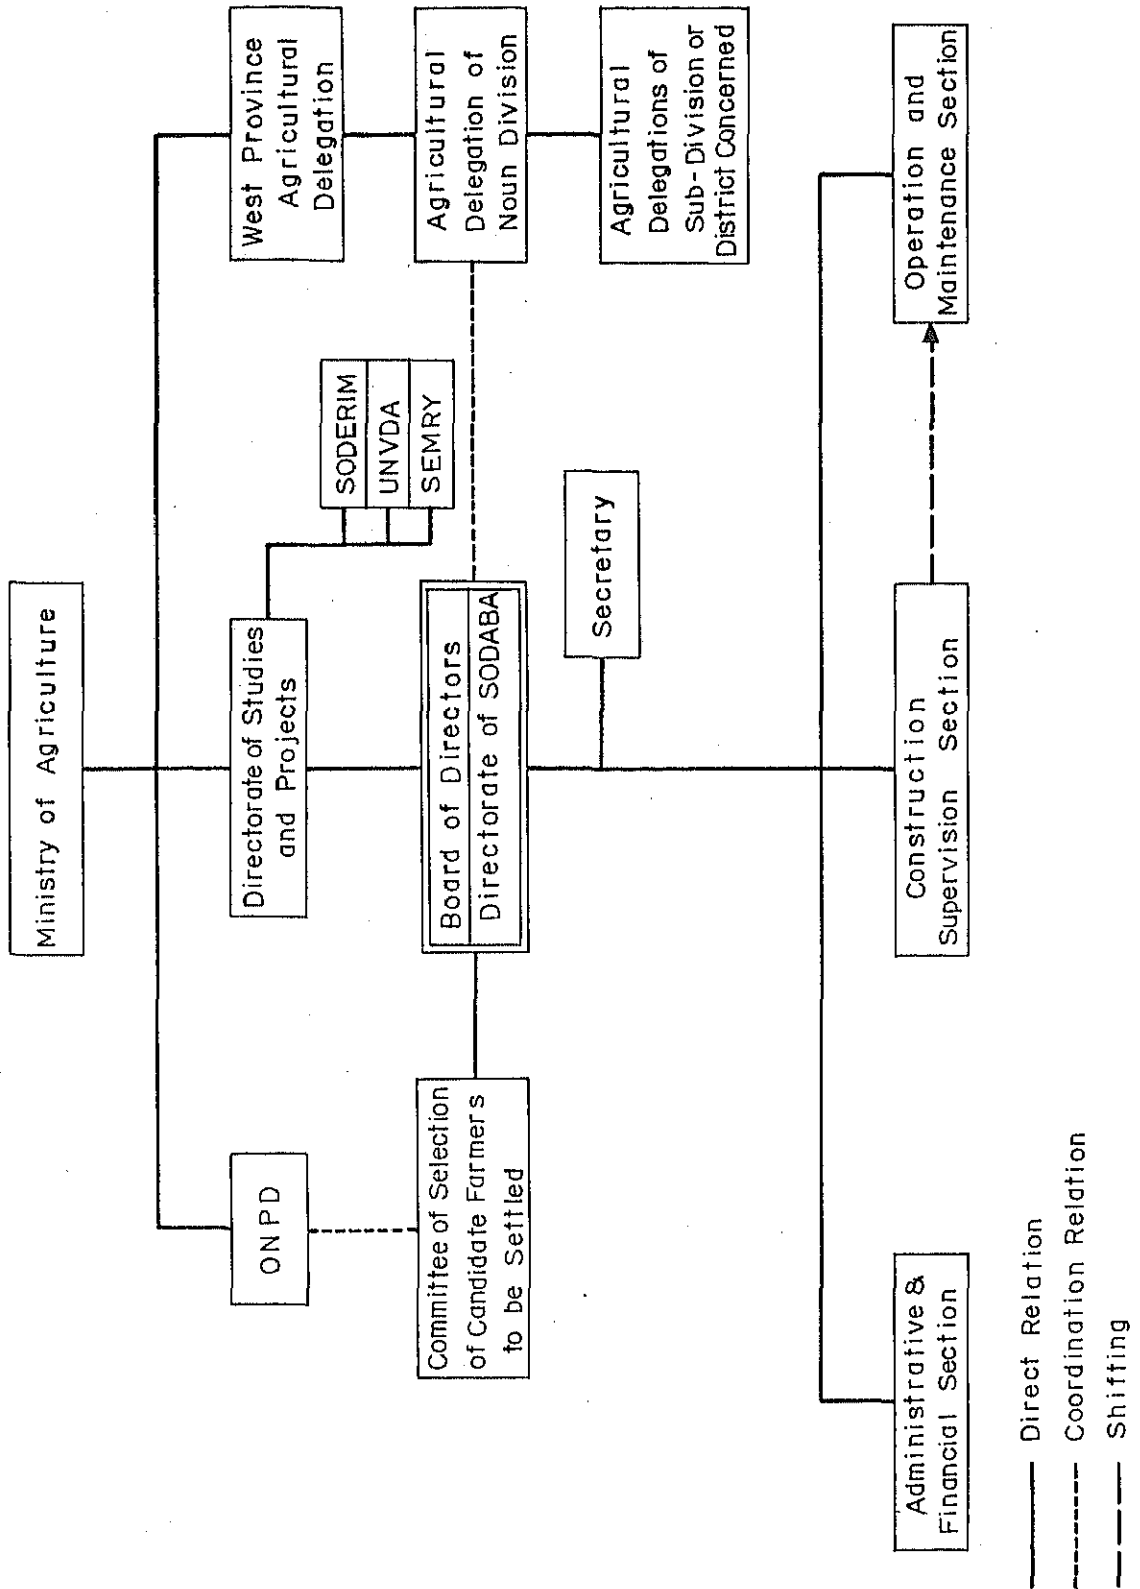 Ministry of Agriculture
ONPD
Directorate of Studies
and Projects
West Province
Agricultural
Delegation
SODERIM
UNVDA
SEMRY
Committee of Selection
of Candidate Farmers
to be Settled
Board of Directors
Directorate of SODABA
Agricultural
Delegation of
Noun Division
Secretary
Agricultural
Delegations of
Sub-Division or
District Concerned
Administrative &
Financial Section
Construction
Supervision Section
Operation and
Maintenance Section
Direct Relation
Coordination Relation
Shifting